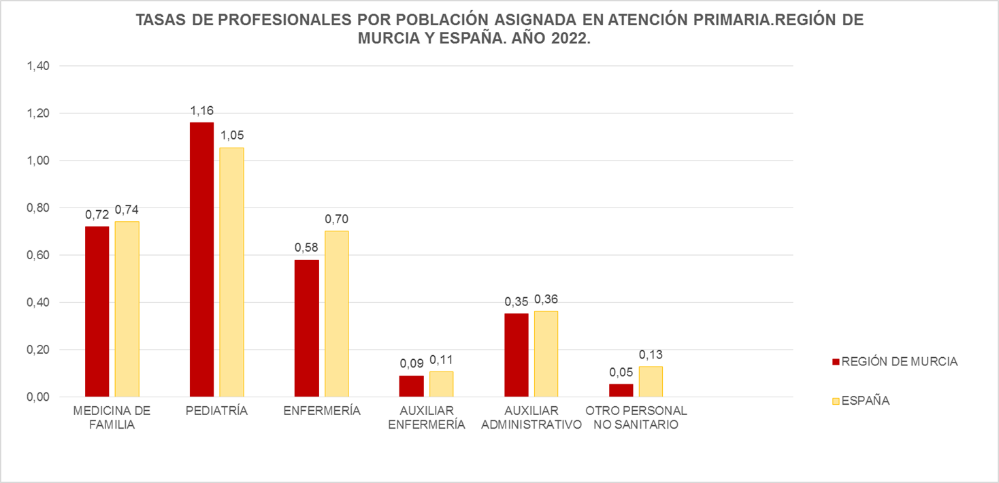 TASAS DE PROFESIONALES POR POBLACIÓN ASIGNADA EN ATENCIÓN PRIMARIA.REGIÓN DE
MURCIA Y ESPAÑA. AÑO 2022.
1,40
1,20
1,00
0,80
0,60
0,40
0,20
0,00
0,72
0,74
1,16
1,05
0,58
0,70
0,09
0,11
0,35
0,36
0,05
0,13
MEDICINA DE
FAMILIA
PEDIATRÍA
ENFERMERÍA
AUXILIAR
ENFERMERÍA
AUXILIAR
ADMINISTRATIVO
OTRO PERSONAL
NO SANITARIO
REGIÓN DE MURCIA
ESPAÑA